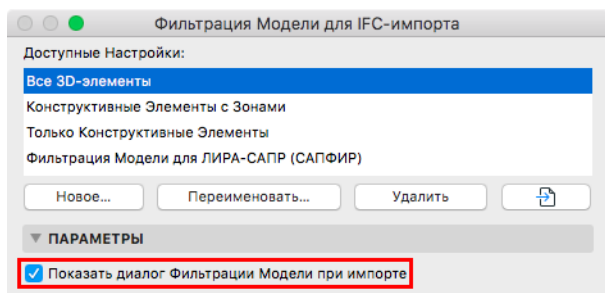 Фильтрация Модели для IFC-импорта
Доступные Настройки:
Все 3D-элементы
Конструктивные Элементы с Зонами
Только Конструктивные Элементы
Фильтрация Модели для ЛИРА-САПР (САПФИР)
Новое... Переименовать... Удалить
ПАРАМЕТРЫ
Показать диалог Фильтрации Модели при импорте